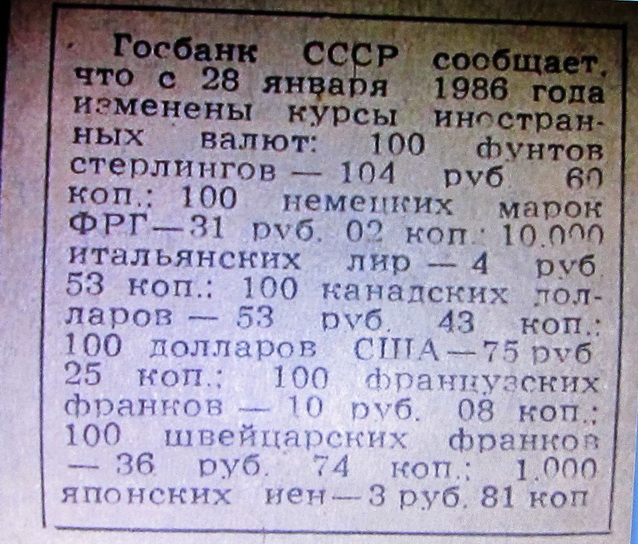 Госбанк СССР сообщает,
что с 28 января 1986 года
изменены курсы иностран-
ных валют: 100 фунтов
стерлингов — 104 руб 60
коп.: 100 немецких марок
ФРГ—31 руб. 02 коп.: 10.000
итальянских лир — 4 руб
53 коп.: 100 канадских дол-
ларов — 53 руб. 43 коп.:
100 долларов США—75 руб
25 коп.: 100 французских
франков — 10 руб. 08 коп.:
100 швейцарских франков
— 36 руб. 74 коп.: 1.000
японских иен—3 руб. 81 коп